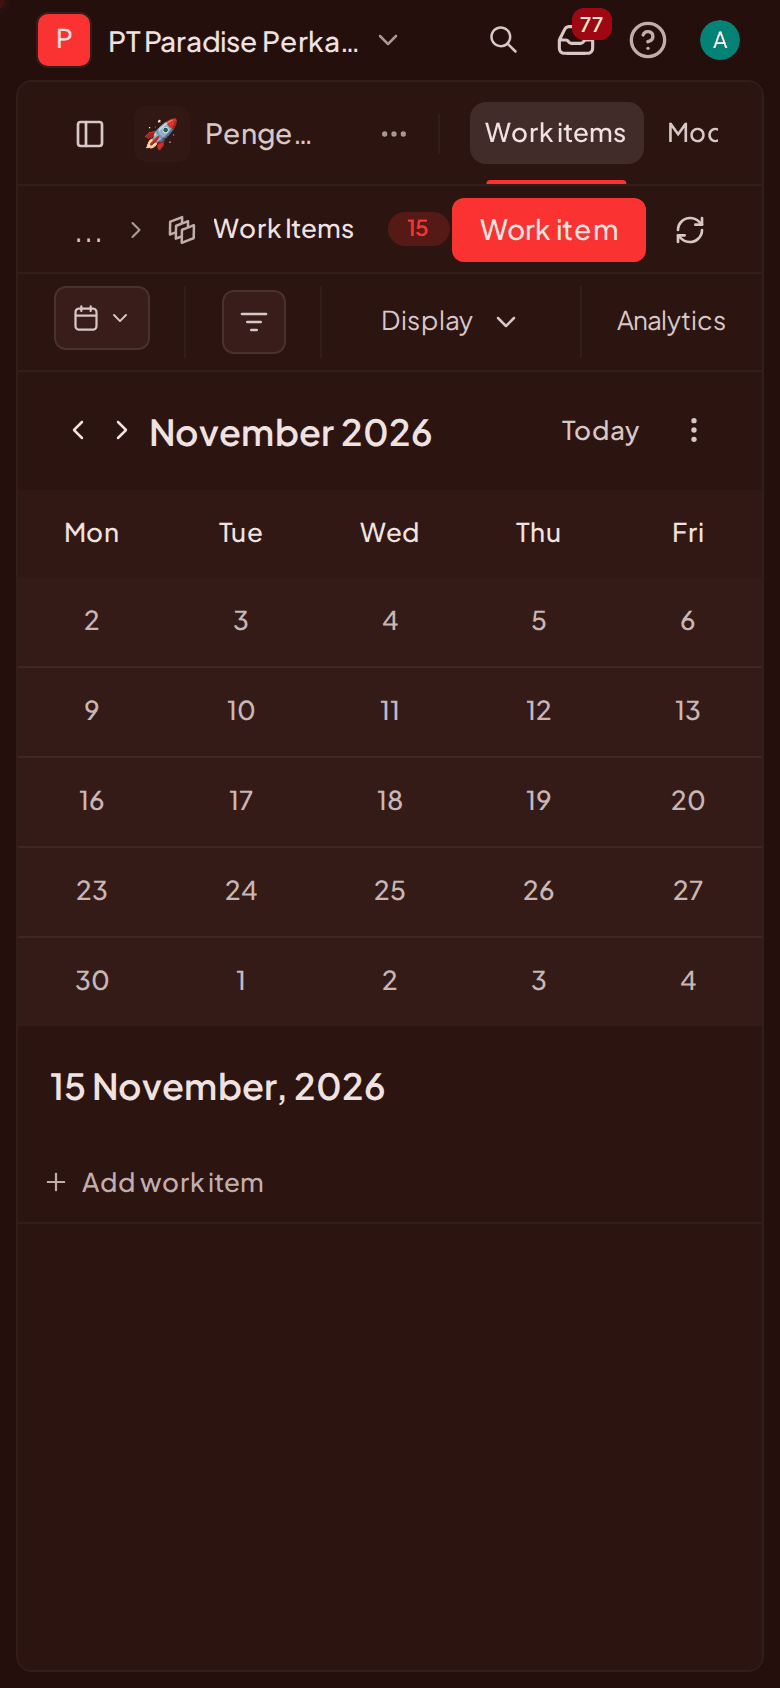 P PT Paradise Perka... 77 A
Penge... Work items Moc
... Work Items 15 Work item
Display Analytics
November 2026 Today
Mon Tue Wed Thu Fri
2 3 4 5 6
9 10 11 12 13
16 17 18 19 20
23 24 25 26 27
30 1 2 3 4
15 November, 2026
Add work item